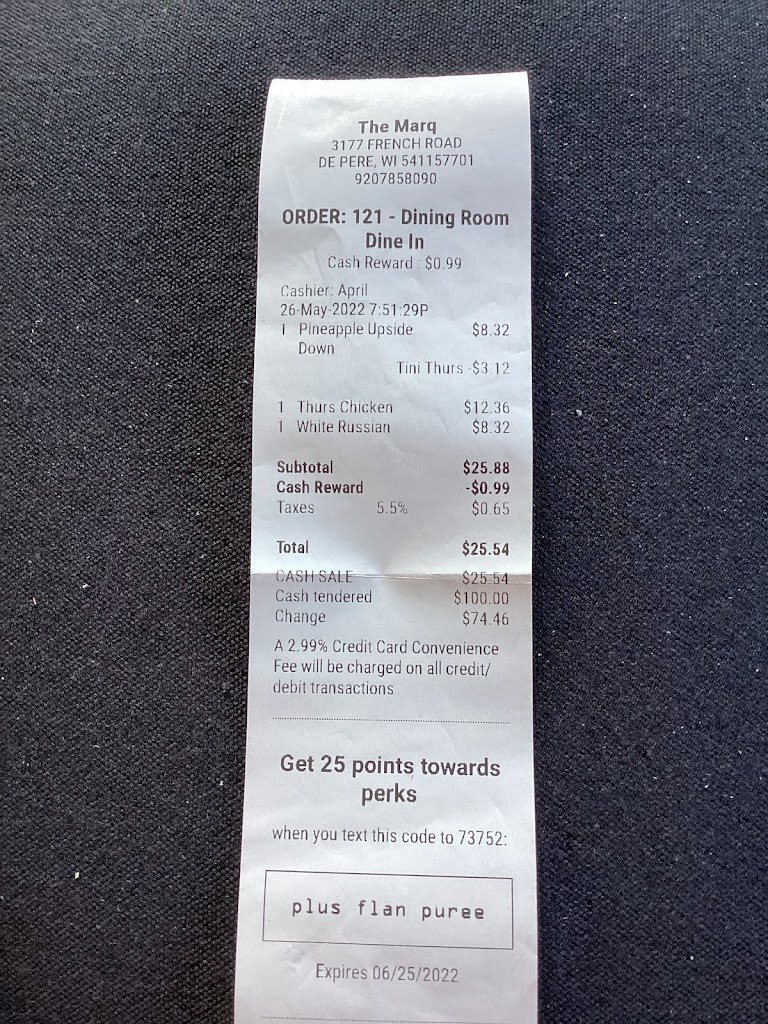 The Marq
3177 FRENCH ROAD
DE PERE, WI 541157701
9207858090
ORDER: 121 - Dining Room
Dine In
Cash Reward : $0.99
Cashier: April
26-May-2022 7:51:29P
1 Pineapple Upside $8.32
Down
Tini Thurs -$3.12
1 Thurs Chicken $12.36
1 White Russian $8.32
Subtotal $25.88
Cash Reward -$0.99
Taxes 5.5% $0.65
Total $25.54
CASH SALE $25.54
Cash tendered $100.00
Change $74.46
A 2.99% Credit Card Convenience
Fee will be charged on all credit/
debit transactions
Get 25 points towards
perks
when you text this code to 73752:
plus flan puree
Expires 06/25/2022